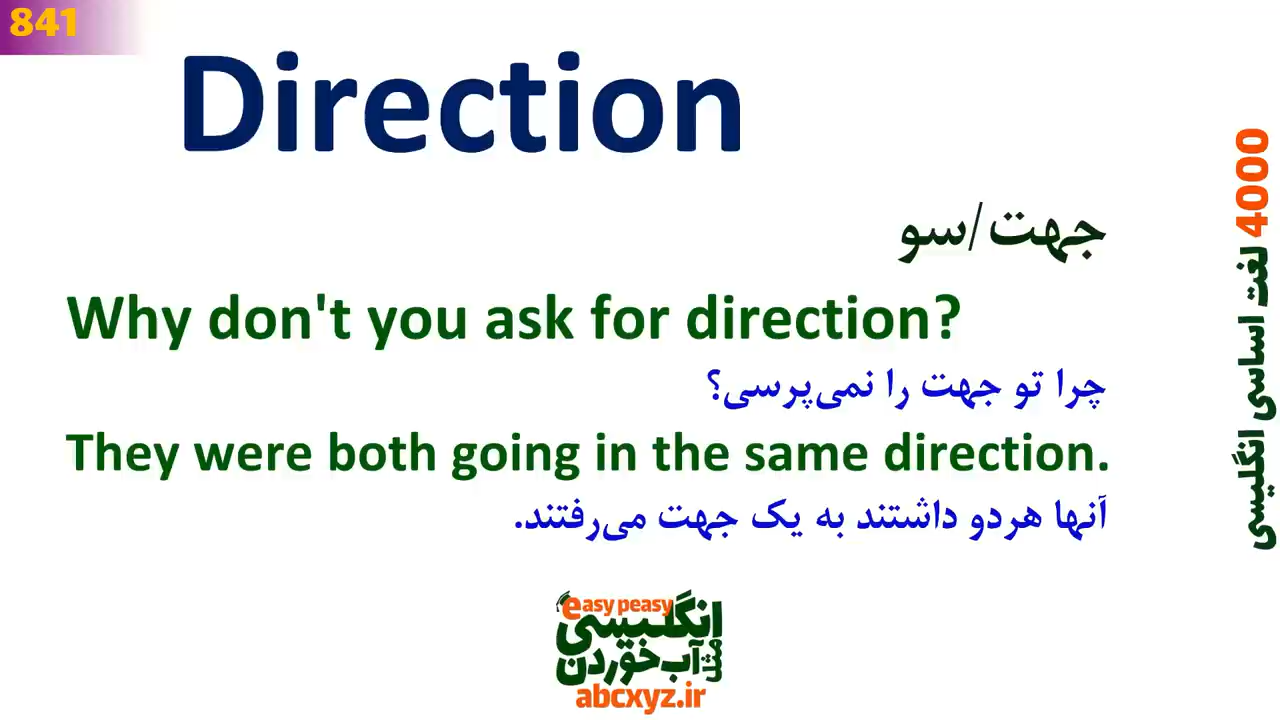 841
Direction
جهت/سو
Why don't you ask for direction?
چرا تو جهت را نمی‌پرسی؟
They were both going in the same direction.
آنها هردو داشتند به یک جهت می‌رفتند.
4000 لغت اساسی انگلیسی
easy peasy
انگلیسی
مثل آب خوردن
abcxyz.ir